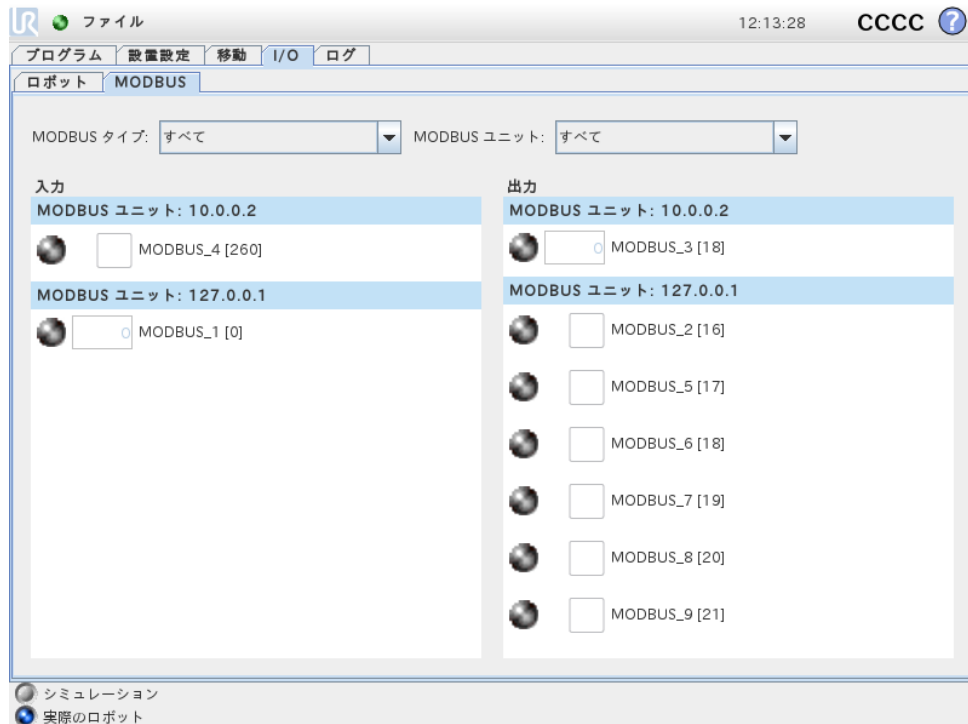 UR ファイル 12:13:28 CCCC ?
プログラム 設置設定 移動 I/O ログ
ロボット MODBUS
MODBUS タイプ: すべて MODBUS ユニット: すべて
入力
MODBUS ユニット: 10.0.0.2
MODBUS_4 [260]
MODBUS ユニット: 127.0.0.1
0 MODBUS_1 [0]
出力
MODBUS ユニット: 10.0.0.2
0 MODBUS_3 [18]
MODBUS ユニット: 127.0.0.1
MODBUS_2 [16]
MODBUS_5 [17]
MODBUS_6 [18]
MODBUS_7 [19]
MODBUS_8 [20]
MODBUS_9 [21]
シミュレーション
実際のロボット